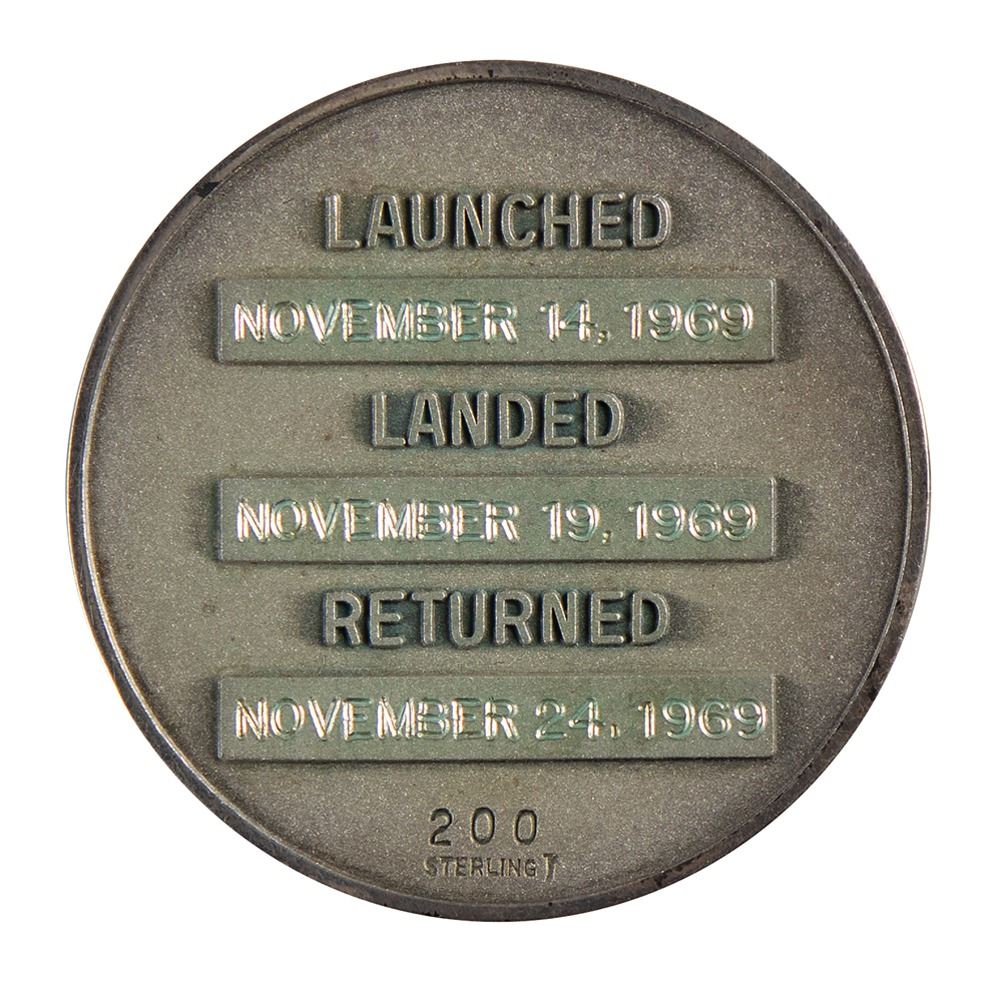 LAUNCHED
NOVEMBER 14, 1969
LANDED
NOVEMBER 19, 1969
RETURNED
NOVEMBER 24, 1969
200
STERLING